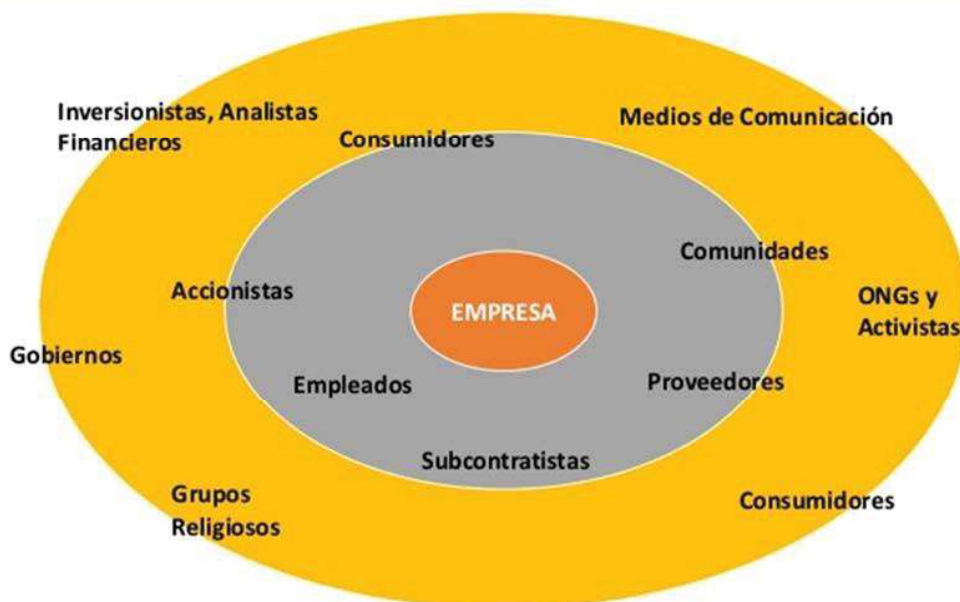 Inversionistas, Analistas
Financieros
Medios de Comunicación
Consumidores
Comunidades
Accionistas
EMPRESA
ONGs y
Activistas
Gobiernos
Empleados
Proveedores
Subcontratistas
Grupos
Religiosos
Consumidores